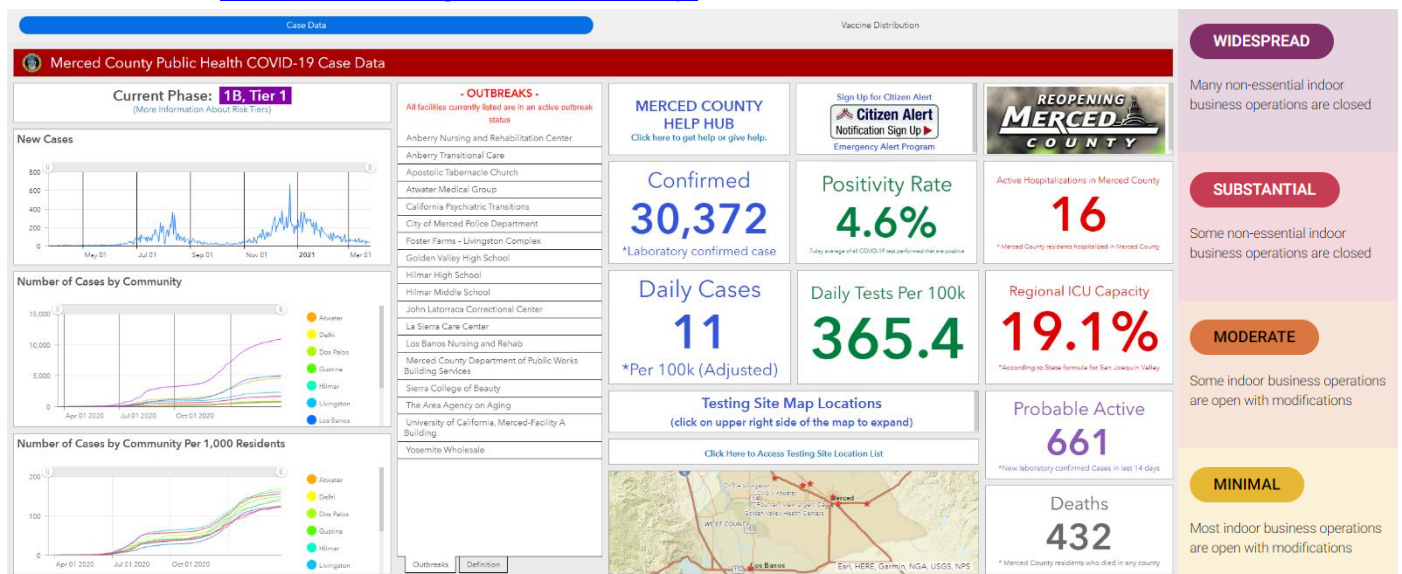 Case Data
Vaccine Distribution
Merced County Public Health COVID-19 Case Data
Current Phase: 1B, Tier 1
(More Information About Risk Tiers)
New Cases
800
600
400
200
0
May 01
Jul 01
Sep 01
Nov 01
2021
Mar 01
Number of Cases by Community
15,000
10,000
5,000
0
Apr 01 2020
Jul 01 2020
Oct 01 2020
Atwater
Delhi
Dos Palos
Gustine
Hilmar
Livingston
Los Banos
Number of Cases by Community Per 1,000 Residents
200
100
0
Apr 01 2020
Jul 01 2020
Oct 01 2020
Atwater
Delhi
Dos Palos
Gustine
Hilmar
Livingston
- OUTBREAKS -
All facilities currently listed are in an active outbreak
status
Anberry Nursing and Rehabilitation Center
Anberry Transitional Care
Apostolic Tabernacle Church
Atwater Medical Group
California Psychiatric Transitions
City of Merced Police Department
Foster Farms – Livingston Complex
Golden Valley High School
Hilmar High School
Hilmar Middle School
John Latorraca Correctional Center
La Sierra Care Center
Los Banos Nursing and Rehab
Merced County Department of Public Works
Building Services
Sierra College of Beauty
The Area Agency on Aging
University of California, Merced-Facility A
Building
Yosemite Wholesale
Outbreaks
Definition
MERCED COUNTY
HELP HUB
Click here to get help or give help.
Sign Up for Citizen Alert
Citizen Alert
Notification Sign Up
Emergency Alert Program
REOPENING
MERCED
COUNTY
Confirmed
30,372
*Laboratory confirmed case
Positivity Rate
4.6%
7-day average of all COVID-19 test performed that are positive
Active Hospitalizations in Merced County
16
* Merced County residents hospitalized in Merced County
Daily Cases
11
*Per 100k (Adjusted)
Daily Tests Per 100k
365.4
Regional ICU Capacity
19.1%
*According to State formula for San Joaquin Valley
Testing Site Map Locations
(click on upper right side of the map to expand)
Click Here to Access Testing Site Location List
Merced
WEST COUNTY
Los Banos
Esri, HERE, Garmin, NGA, USGS, NPS
Probable Active
661
*New laboratory confirmed Cases in last 14 days
Deaths
432
* Merced County residents who died in any county
WIDESPREAD
Many non-essential indoor
business operations are closed
SUBSTANTIAL
Some non-essential indoor
business operations are closed
MODERATE
Some indoor business operations
are open with modifications
MINIMAL
Most indoor business operations
are open with modifications